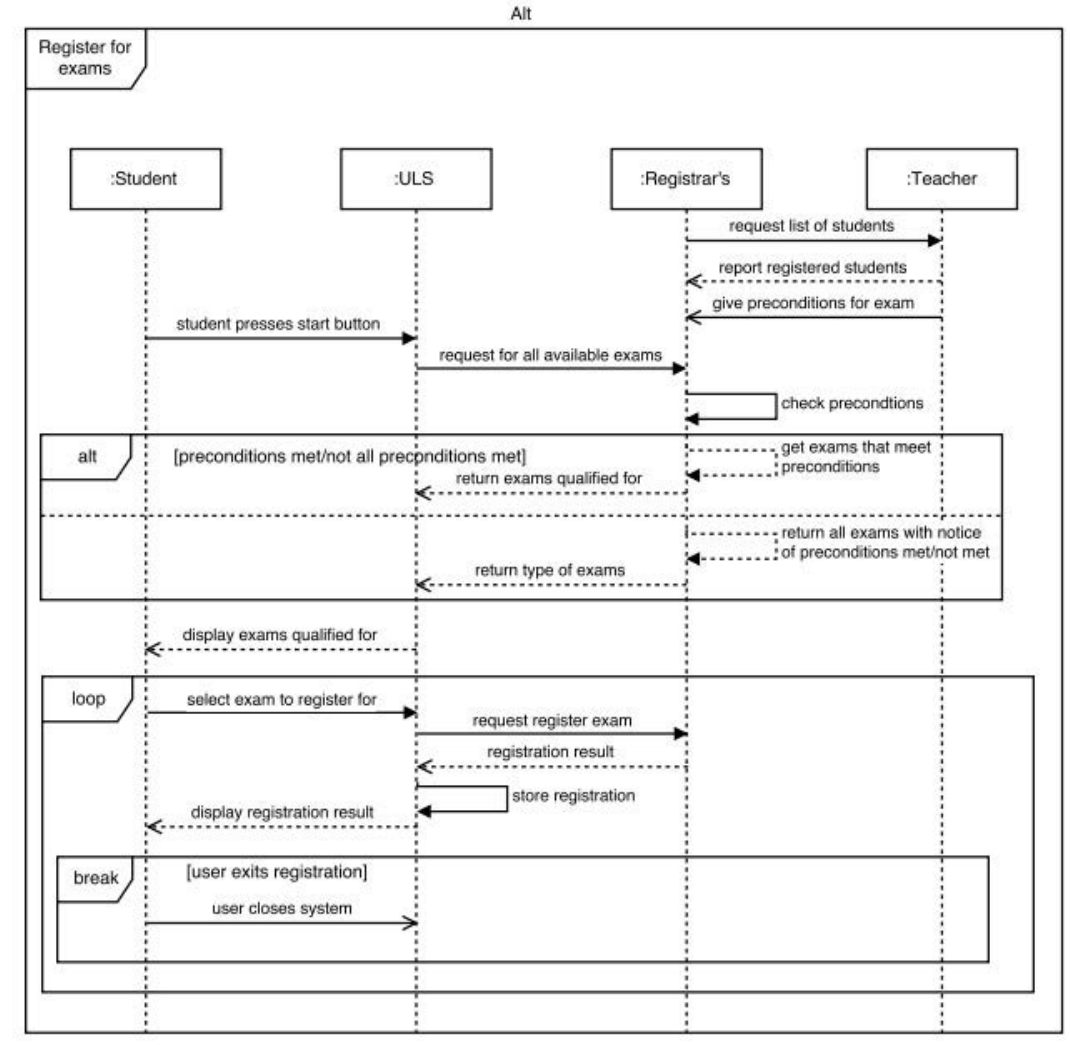 Alt
Register for
exams
:Student
:ULS
:Registrar's
:Teacher
request list of students
report registered students
give preconditions for exam
student presses start button
request for all available exams
check precondtions
alt
[preconditions met/not all preconditions met]
get exams that meet
preconditions
return exams qualified for
return all exams with notice
of preconditions met/not met
return type of exams
display exams qualified for
loop
select exam to register for
request register exam
registration result
store registration
display registration result
break
[user exits registration]
user closes system